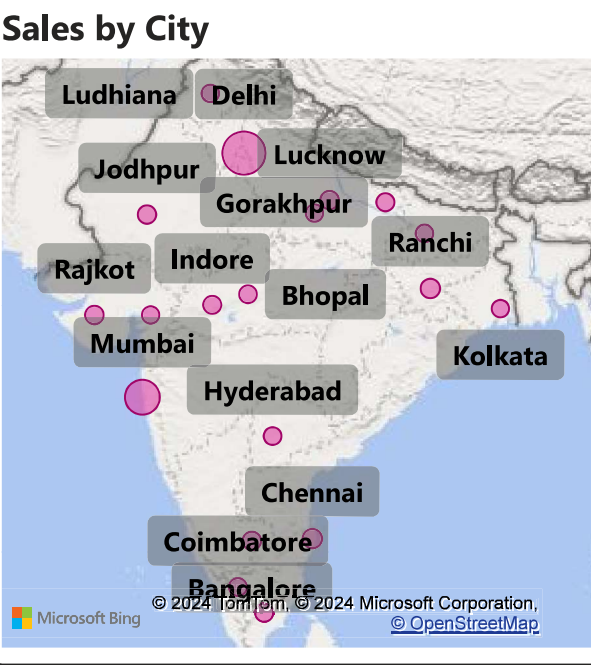 Sales by City
Ludhiana
Delhi
Lucknow
Jodhpur
Gorakhpur
Ranchi
Indore
Rajkot
Bhopal
Mumbai
Kolkata
Hyderabad
Chennai
Coimbatore
Bangalore
© 2024 TomTom, © 2024 Microsoft Corporation,
Microsoft Bing
© OpenStreetMap